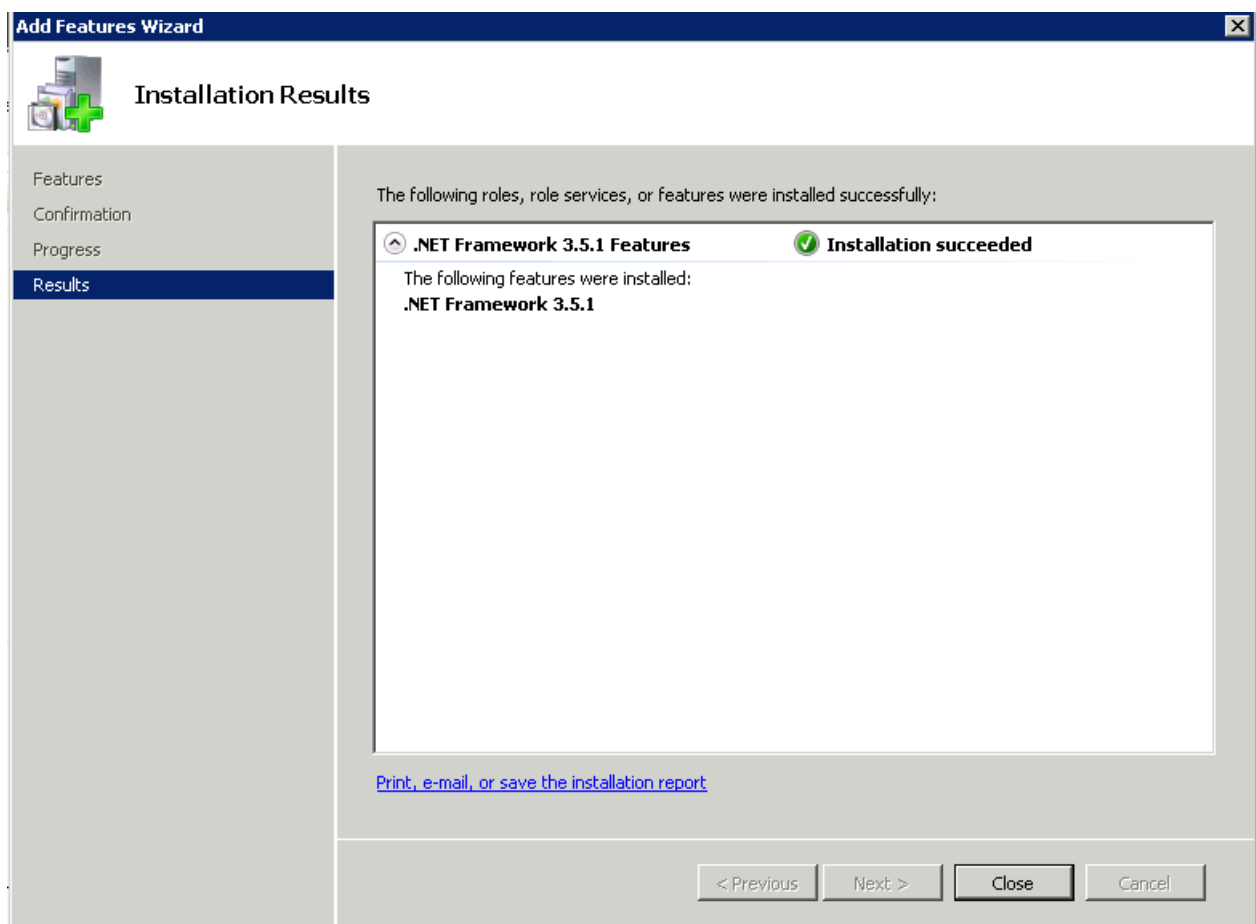 Add Features Wizard
Installation Results
Features
Confirmation
Progress
Results
The following roles, role services, or features were installed successfully:
.NET Framework 3.5.1 Features Installation succeeded
The following features were installed:
.NET Framework 3.5.1
Print, e-mail, or save the installation report
< Previous Next > Close Cancel